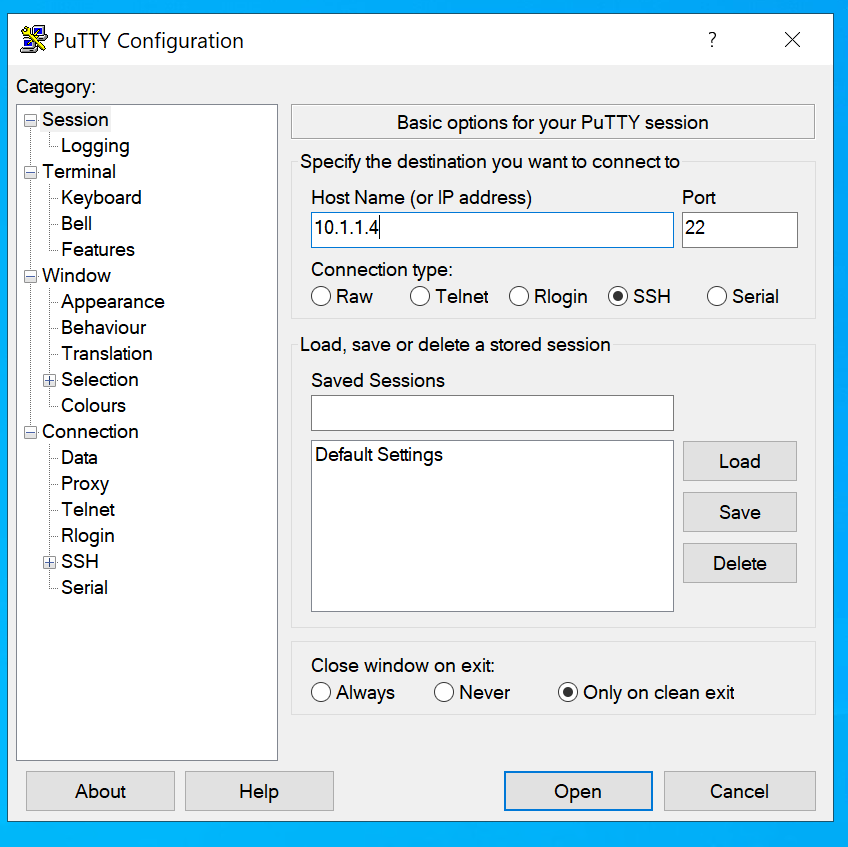 PuTTY Configuration ?
Category:
Session
Logging
Terminal
Keyboard
Bell
Features
Window
Appearance
Behaviour
Translation
Selection
Colours
Connection
Data
Proxy
Telnet
Rlogin
SSH
Serial
Basic options for your PuTTY session
Specify the destination you want to connect to
Host Name (or IP address) Port
10.1.1.4 22
Connection type:
Raw Telnet Rlogin SSH Serial
Load, save or delete a stored session
Saved Sessions
Default Settings
Load
Save
Delete
Close window on exit:
Always Never Only on clean exit
About Help Open Cancel